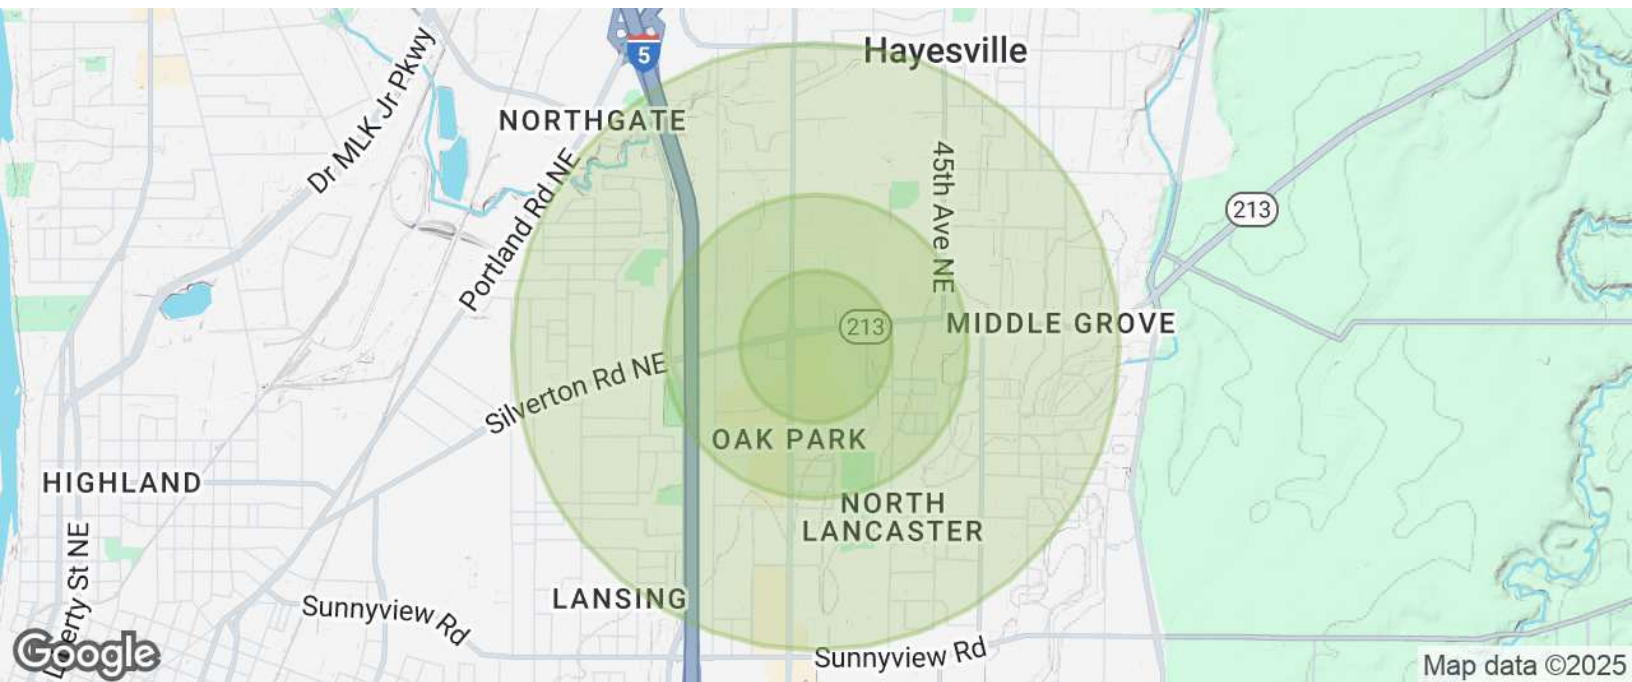 Hayesville
5
NORTHGATE
Dr MLK Jr Pkwy
Portland Rd NE
45th Ave NE
213
213
MIDDLE GROVE
Silverton Rd NE
OAK PARK
HIGHLAND
NORTH
LANCASTER
Liberty St NE
LANSING
Sunnyview Rd
Sunnyview Rd
Google
Map data ©2025